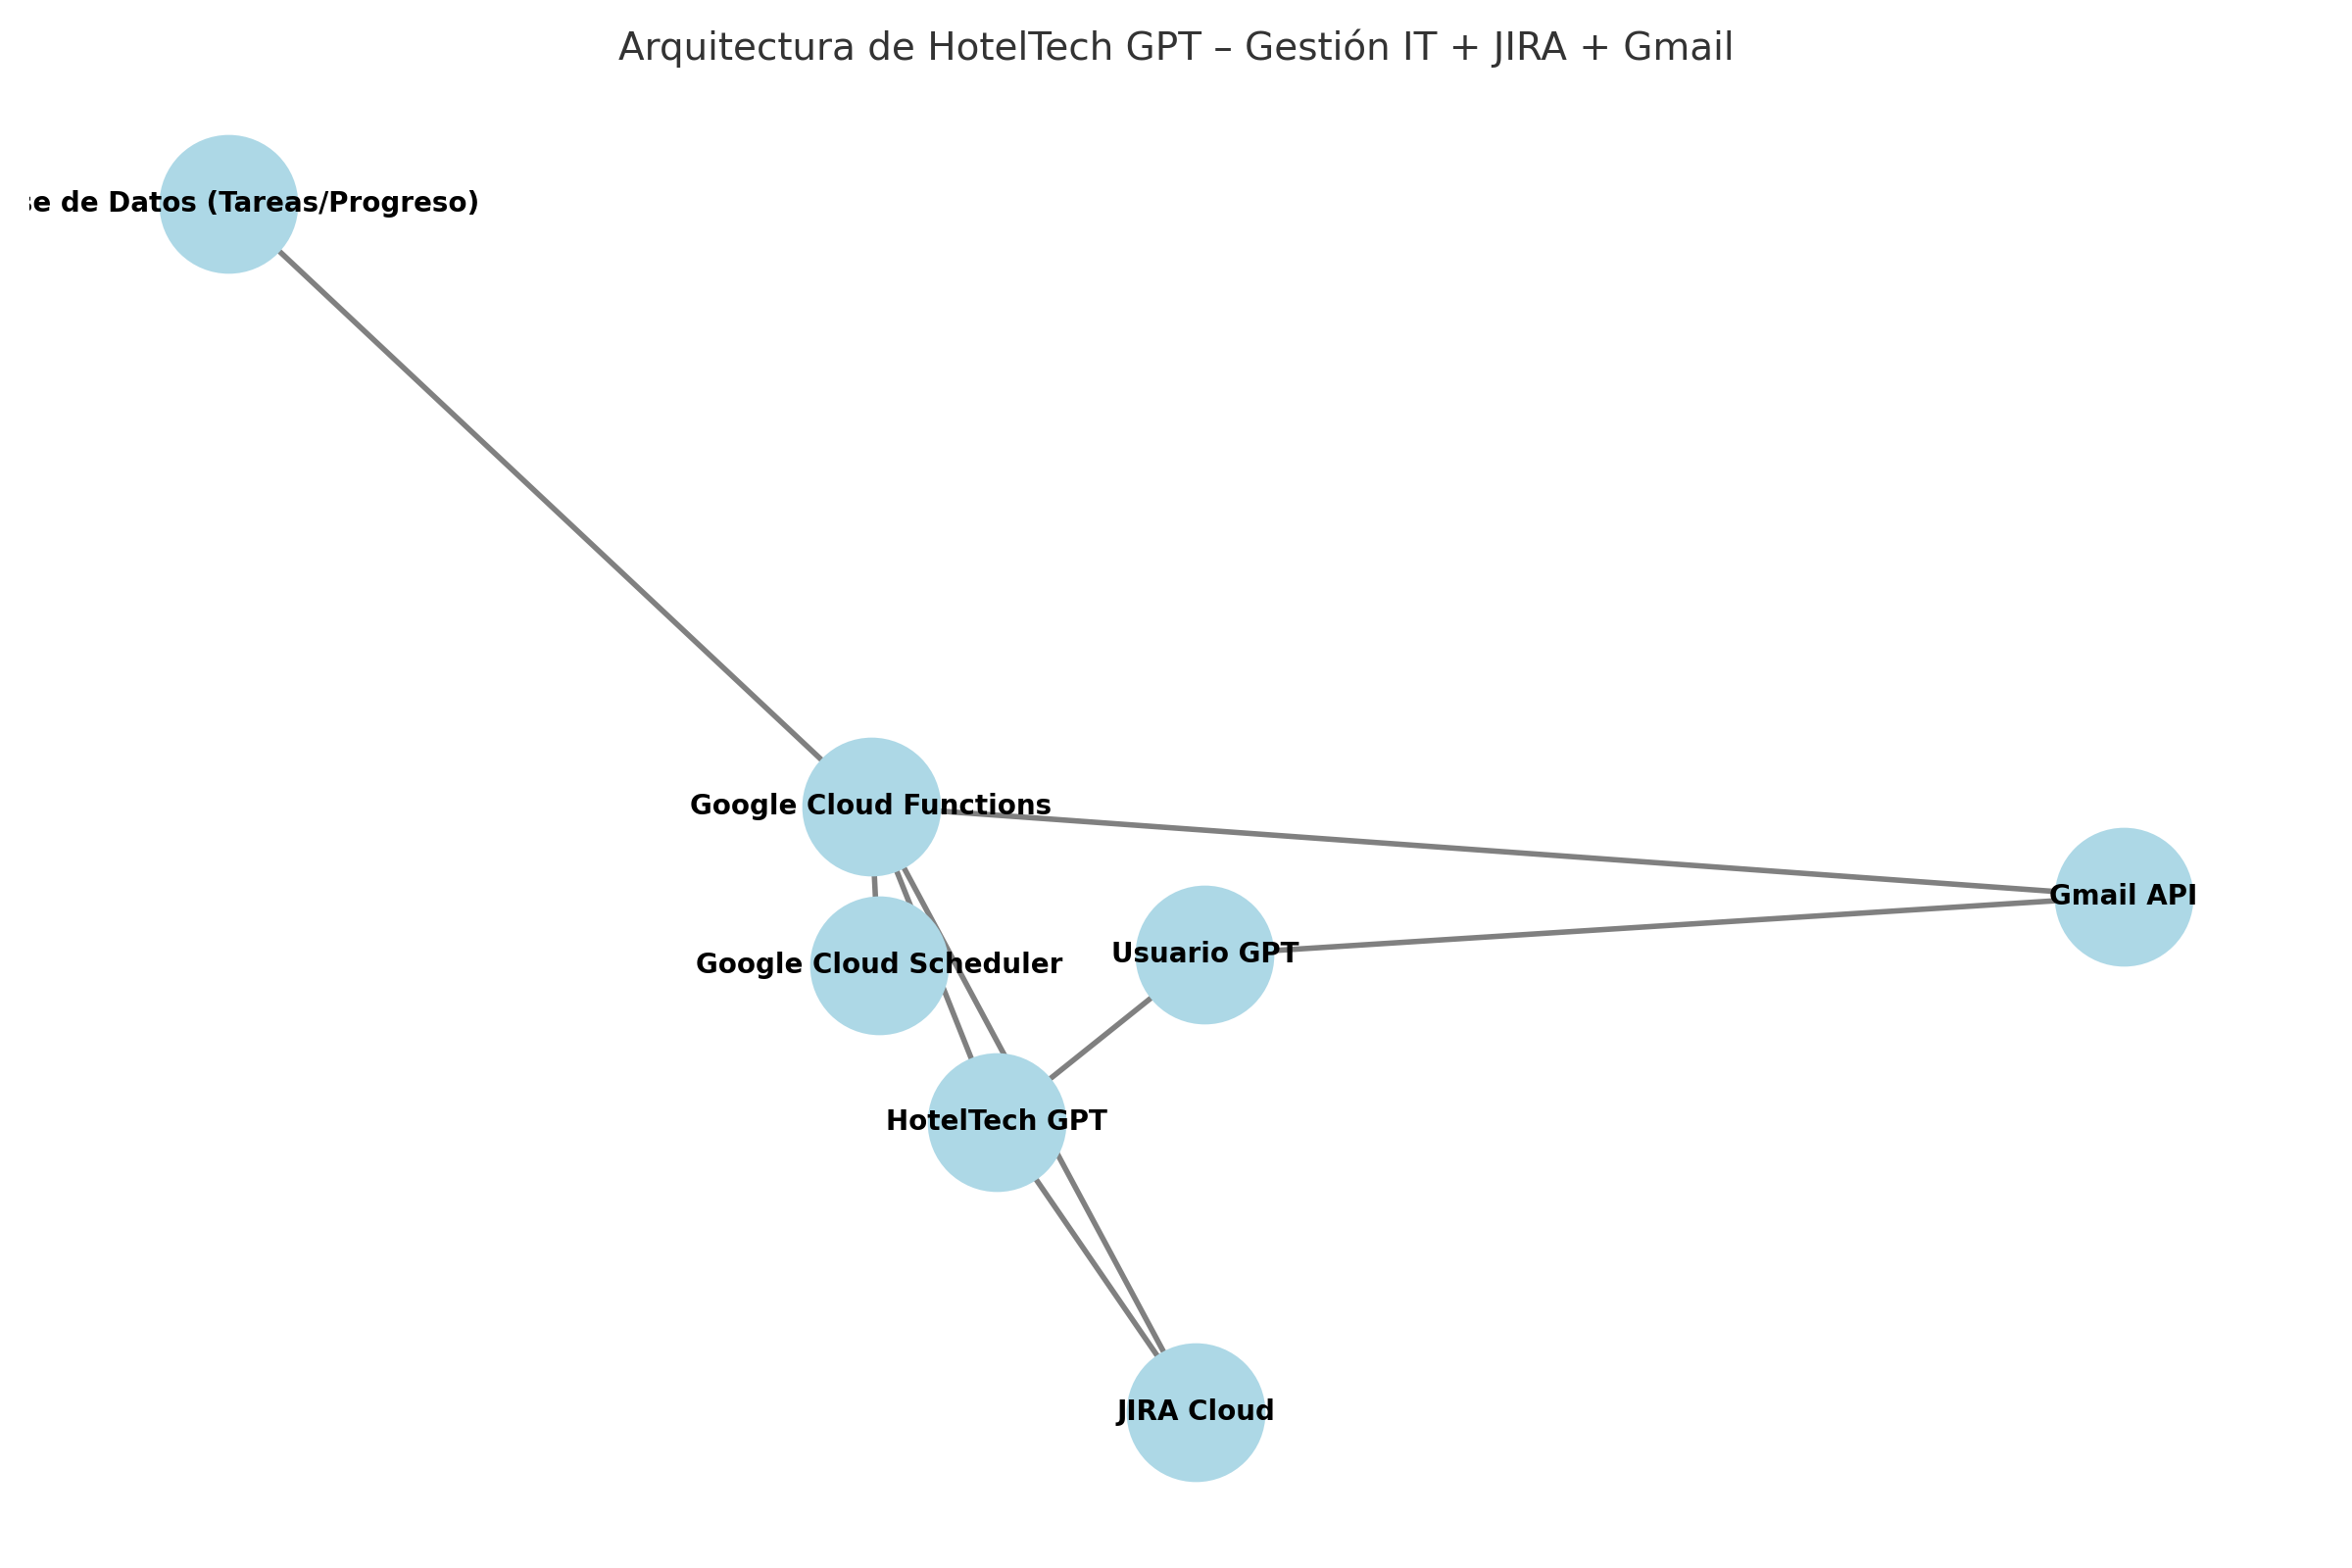 Arquitectura de HotelTech GPT – Gestión IT + JIRA + Gmail
de Datos (Tareas/Progreso)
Google Cloud Functions
Gmail API
Usuario GPT
Google Cloud Scheduler
HotelTech GPT
JIRA Cloud